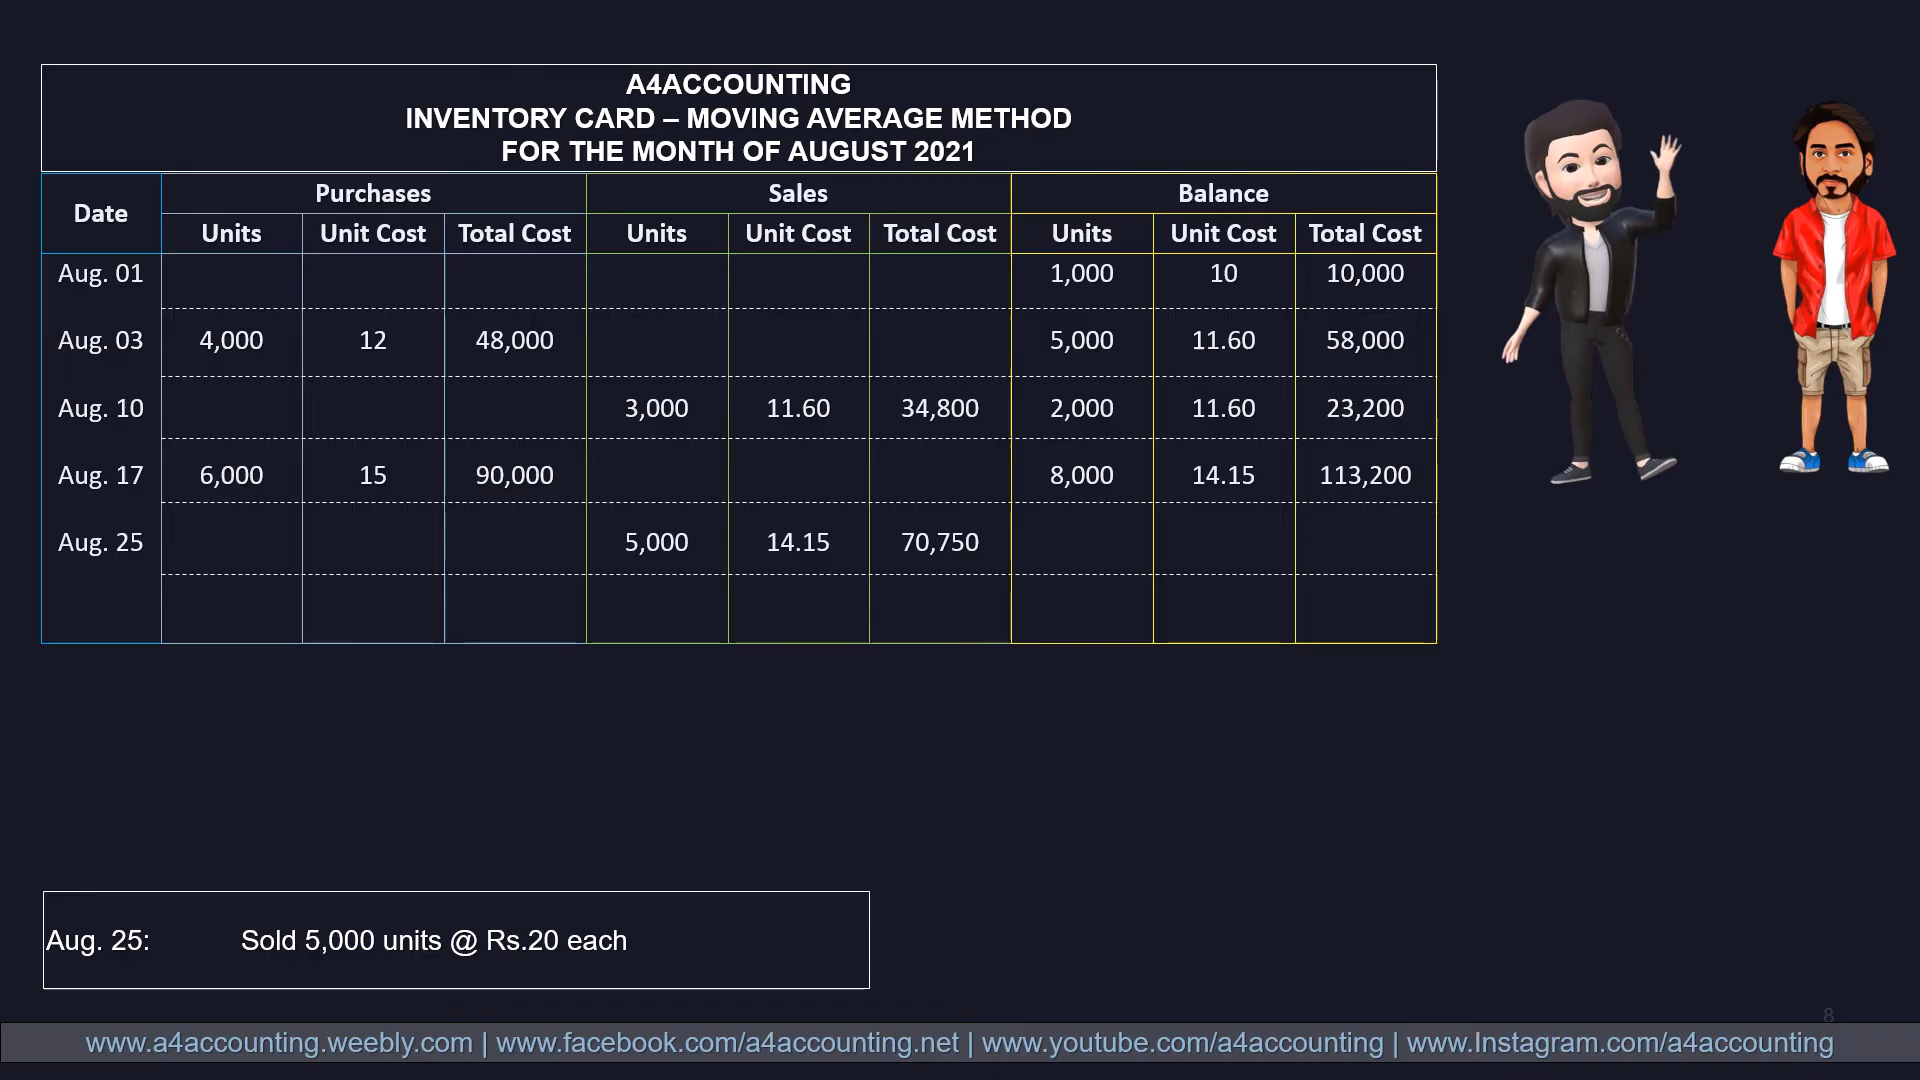 A4ACCOUNTING
INVENTORY CARD – MOVING AVERAGE METHOD
FOR THE MONTH OF AUGUST 2021
Date Purchases Sales Balance
Units Unit Cost Total Cost Units Unit Cost Total Cost Units Unit Cost Total Cost
Aug. 01 1,000 10 10,000
Aug. 03 4,000 12 48,000 5,000 11.60 58,000
Aug. 10 3,000 11.60 34,800 2,000 11.60 23,200
Aug. 17 6,000 15 90,000 8,000 14.15 113,200
Aug. 25 5,000 14.15 70,750
Aug. 25: Sold 5,000 units @ Rs.20 each
8
www.a4accounting.weebly.com | www.facebook.com/a4accounting.net | www.youtube.com/a4accounting | www.Instagram.com/a4accounting